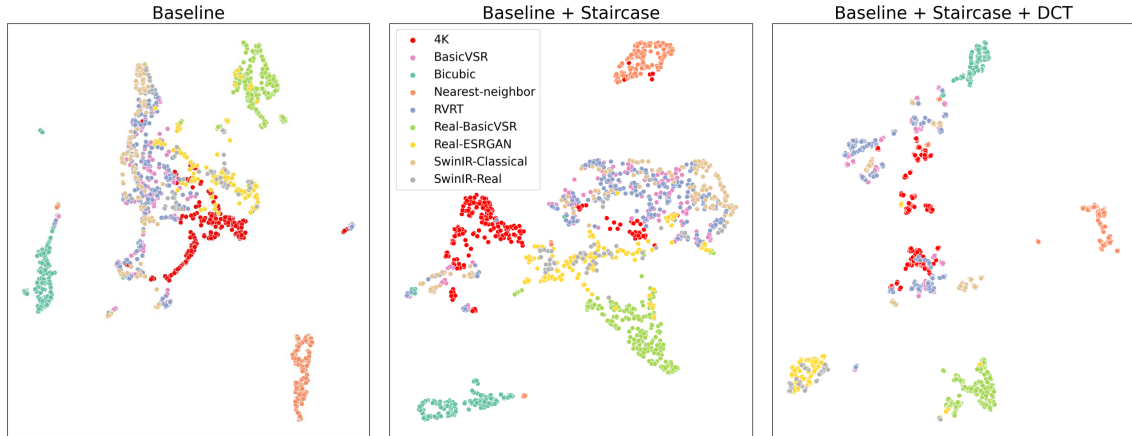 Baseline
Baseline + Staircase
Baseline + Staircase + DCT
4K
BasicVSR
Bicubic
Nearest-neighbor
RVRT
Real-BasicVSR
Real-ESRGAN
SwinIR-Classical
SwinIR-Real